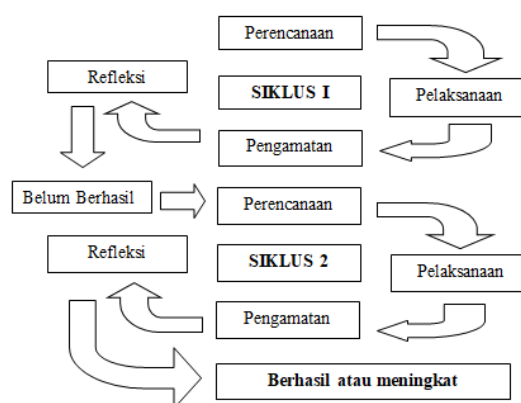 Perencanaan
Refleksi
SIKLUS I
Pelaksanaan
Pengamatan
Belum Berhasil
Perencanaan
Refleksi
SIKLUS 2
Pelaksanaan
Pengamatan
Berhasil atau meningkat